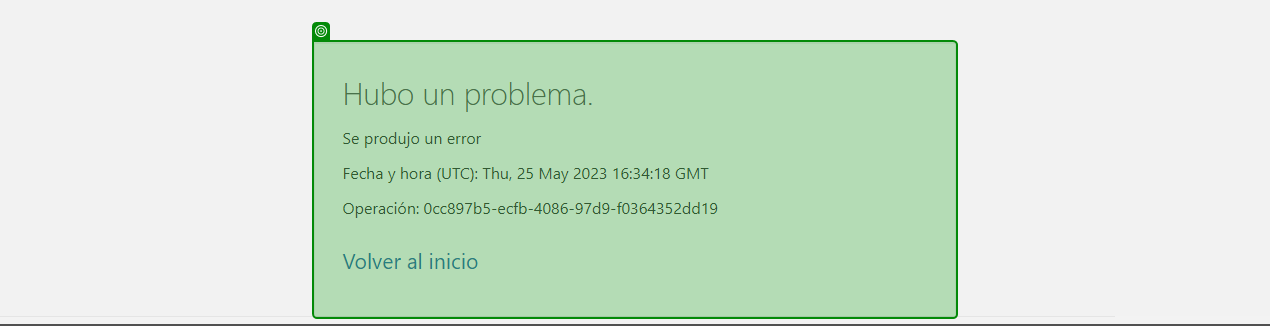 Hubo un problema.
Se produjo un error
Fecha y hora (UTC): Thu, 25 May 2023 16:34:18 GMT
Operación: 0cc897b5-ecfb-4086-97d9-f0364352dd19
Volver al inicio